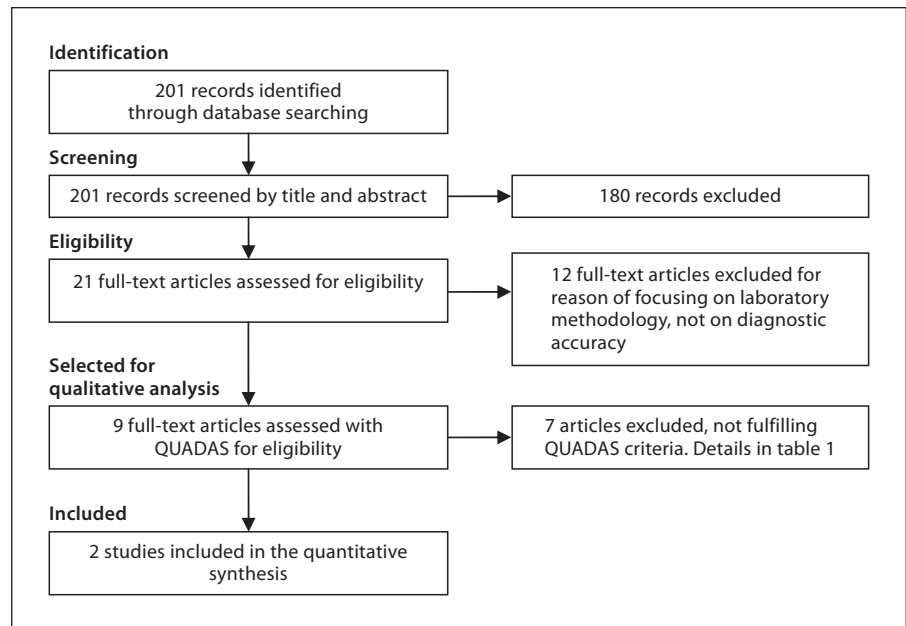 Identification
201 records identified
through database searching
Screening
201 records screened by title and abstract
180 records excluded
Eligibility
21 full-text articles assessed for eligibility
12 full-text articles excluded for
reason of focusing on laboratory
methodology, not on diagnostic
accuracy
Selected for
qualitative analysis
9 full-text articles assessed with
QUADAS for eligibility
7 articles excluded, not fulfilling
QUADAS criteria. Details in table 1
Included
2 studies included in the quantitative
synthesis